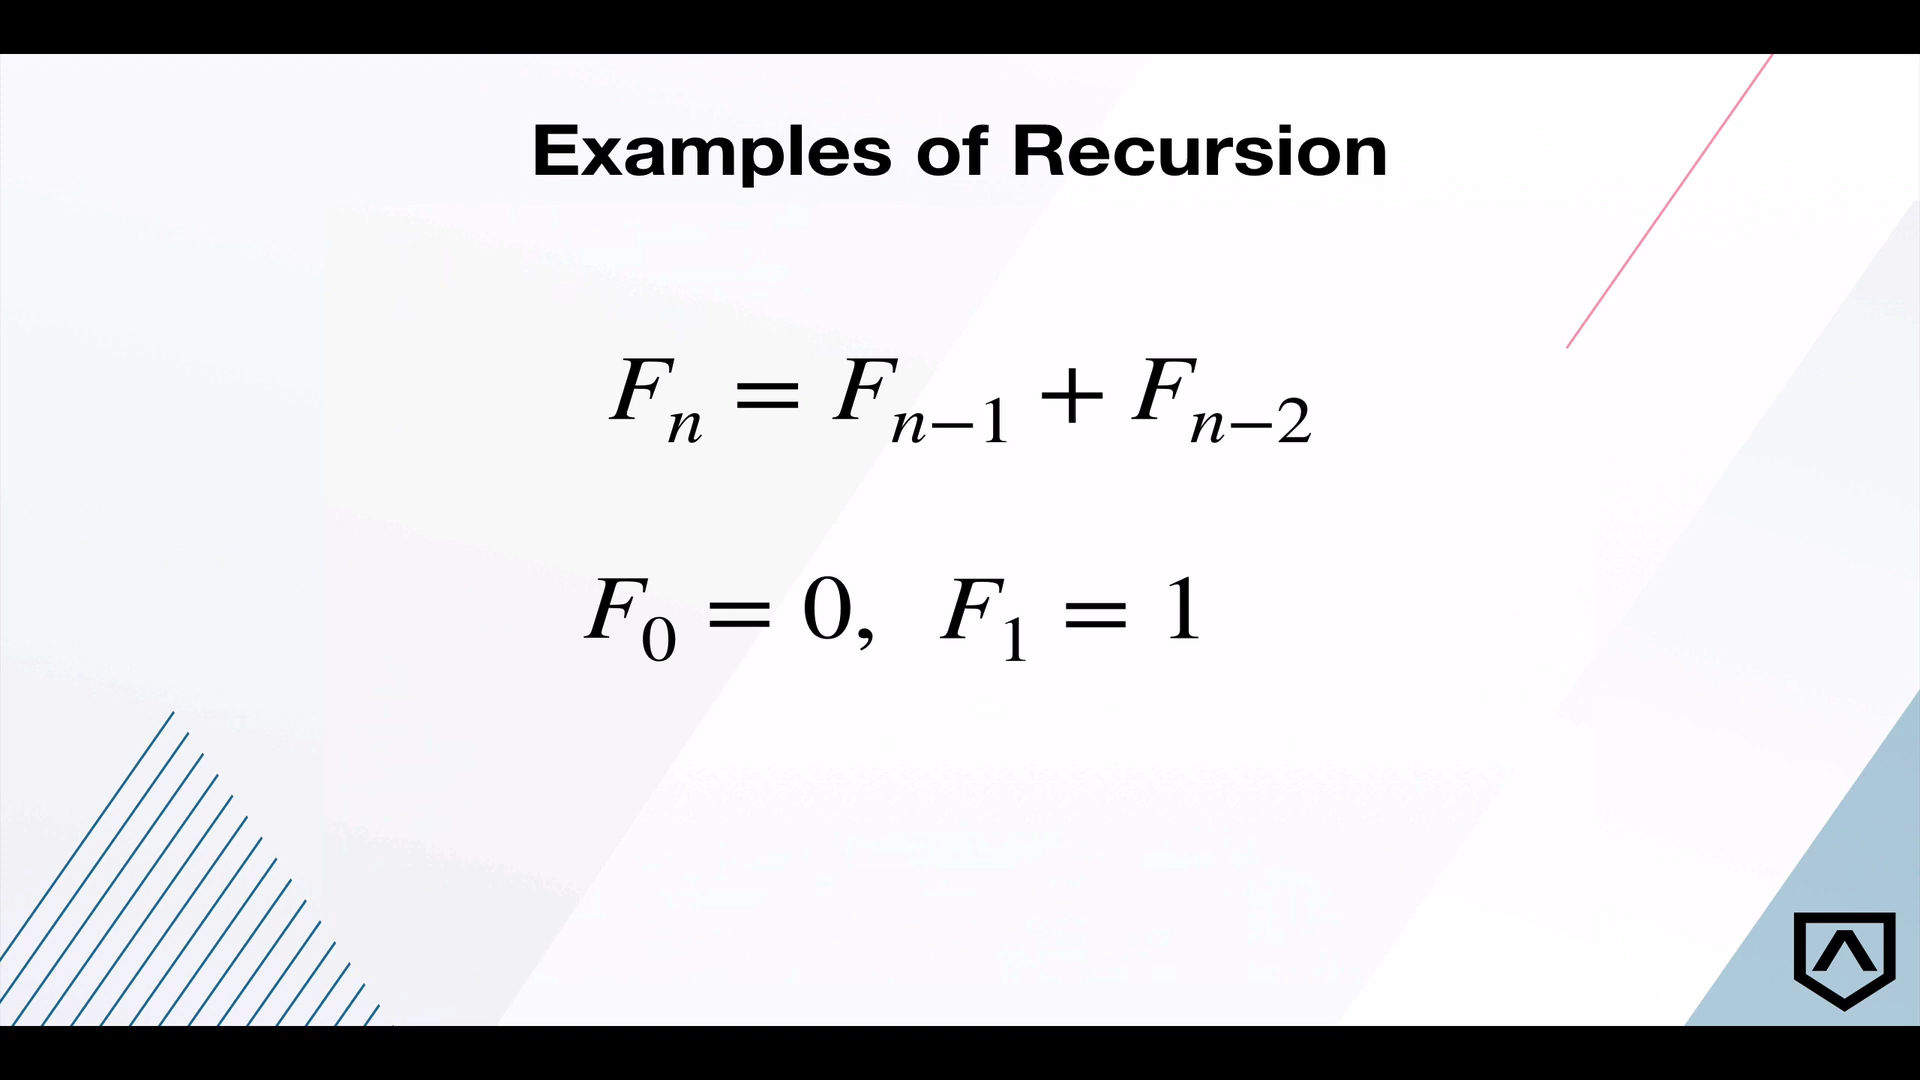 Examples of Recursion
Fₙ = Fₙ₋₁ + Fₙ₋₂
F₀ = 0, F₁ = 1